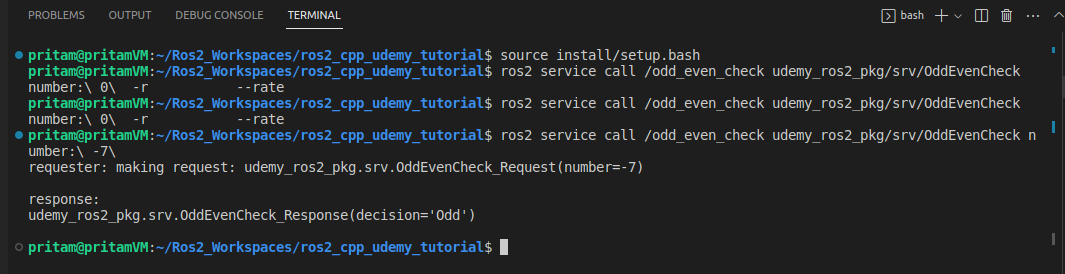 PROBLEMS OUTPUT DEBUG CONSOLE TERMINAL bash
pritam@pritamVM:~/Ros2_Workspaces/ros2_cpp_udemy_tutorial$ source install/setup.bash
pritam@pritamVM:~/Ros2_Workspaces/ros2_cpp_udemy_tutorial$ ros2 service call /odd_even_check udemy_ros2_pkg/srv/OddEvenCheck
number:\ 0\  -r           --rate
pritam@pritamVM:~/Ros2_Workspaces/ros2_cpp_udemy_tutorial$ ros2 service call /odd_even_check udemy_ros2_pkg/srv/OddEvenCheck
number:\ 0\  -r           --rate
pritam@pritamVM:~/Ros2_Workspaces/ros2_cpp_udemy_tutorial$ ros2 service call /odd_even_check udemy_ros2_pkg/srv/OddEvenCheck n
umber:\ -7\
requester: making request: udemy_ros2_pkg.srv.OddEvenCheck_Request(number=-7)
response:
udemy_ros2_pkg.srv.OddEvenCheck_Response(decision='Odd')
pritam@pritamVM:~/Ros2_Workspaces/ros2_cpp_udemy_tutorial$